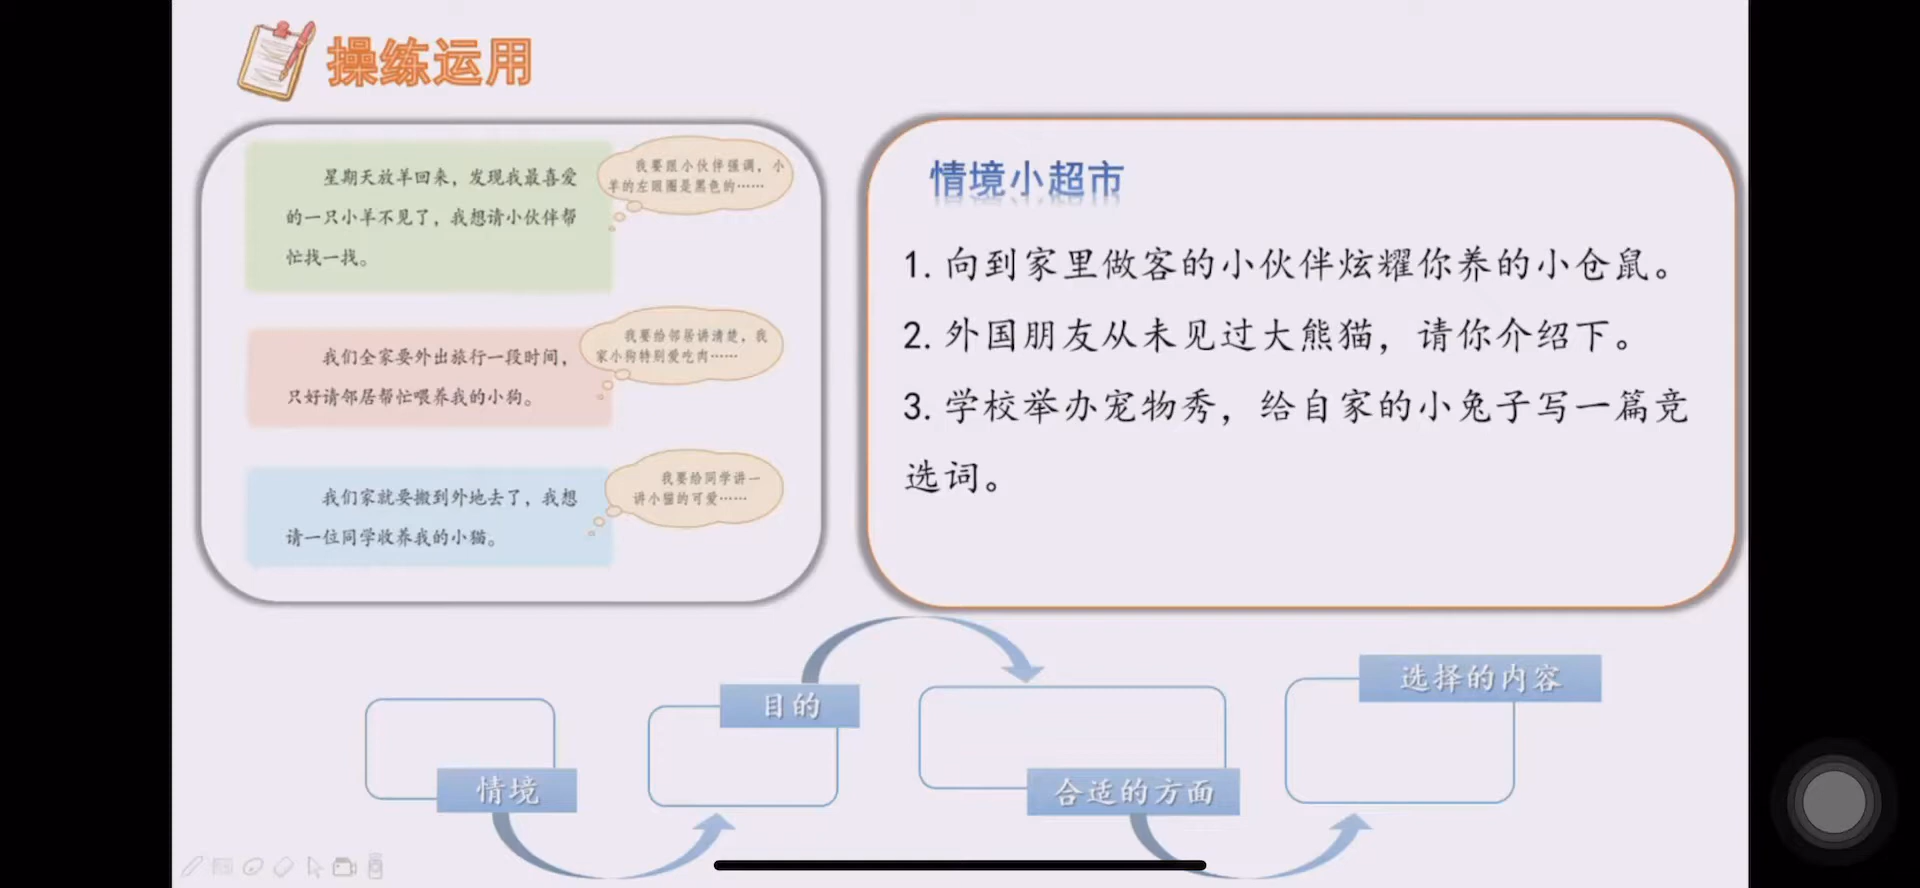 操练运用
星期天放羊回来，发现我最喜爱
的一只小羊不见了，我想请小伙伴帮
忙找一找。
我要跟小伙伴强调，小
羊的左眼圈是黑色的……
我们全家要外出旅行一段时间，
只好请邻居帮忙喂养我的小狗。
我要给邻居讲清楚，我
家小狗特别爱吃肉……
我们家就要搬到外地去了，我想
请一位同学收养我的小猫。
我要给同学讲一
讲小猫的可爱……
情境小超市
1.向到家里做客的小伙伴炫耀你养的小仓鼠。
2.外国朋友从未见过大熊猫，请你介绍下。
3.学校举办宠物秀，给自家的小兔子写一篇竞
选词。
情境
目的
合适的方面
选择的内容